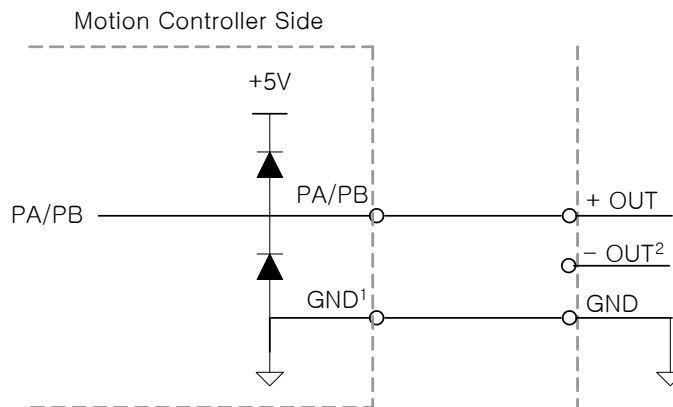 Motion Controller Side
+5V
PA/PB
PA/PB
+ OUT
– OUT²
GND¹
GND